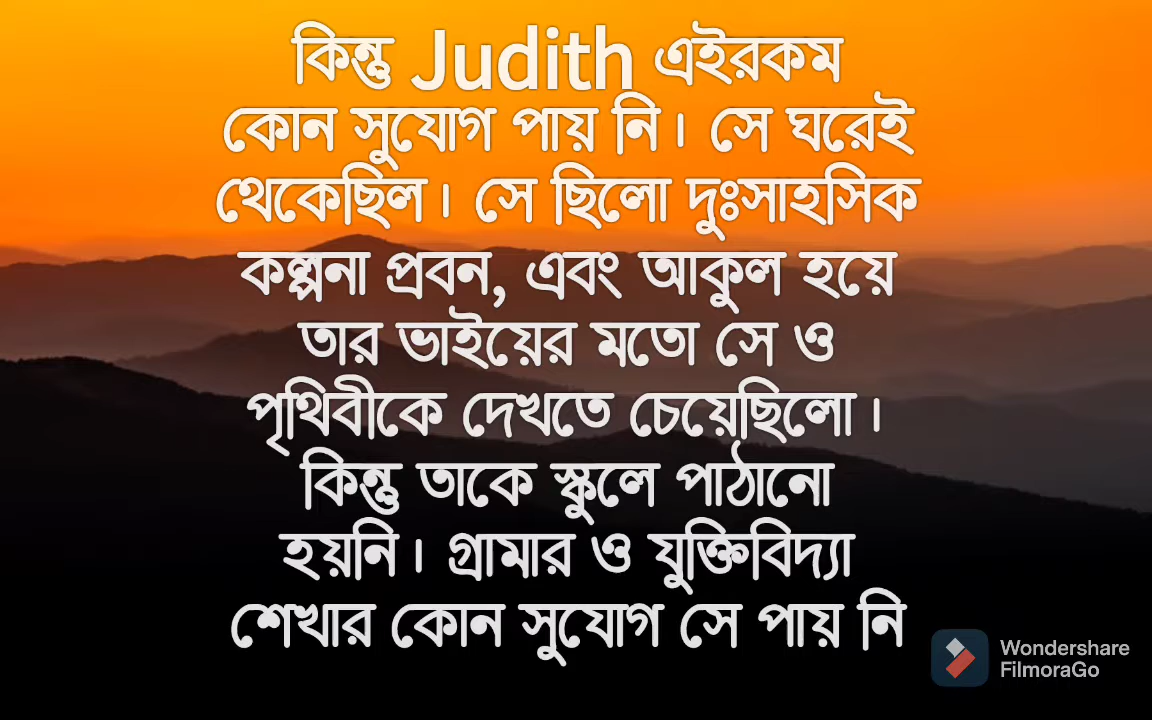 কিন্তু Judith এইরকম
কোন সুযোগ পায় নি। সে ঘরেই
থেকেছিল। সে ছিলো দুঃসাহসিক
কল্পনা প্রবন, এবং আকুল হয়ে
তার ভাইয়ের মতো সে ও
পৃথিবীকে দেখতে চেয়েছিলো।
কিন্তু তাকে স্কুলে পাঠানো
হয়নি। গ্রামার ও যুক্তিবিদ্যা
শেখার কোন সুযোগ সে পায় নি
Wondershare
FilmoraGo